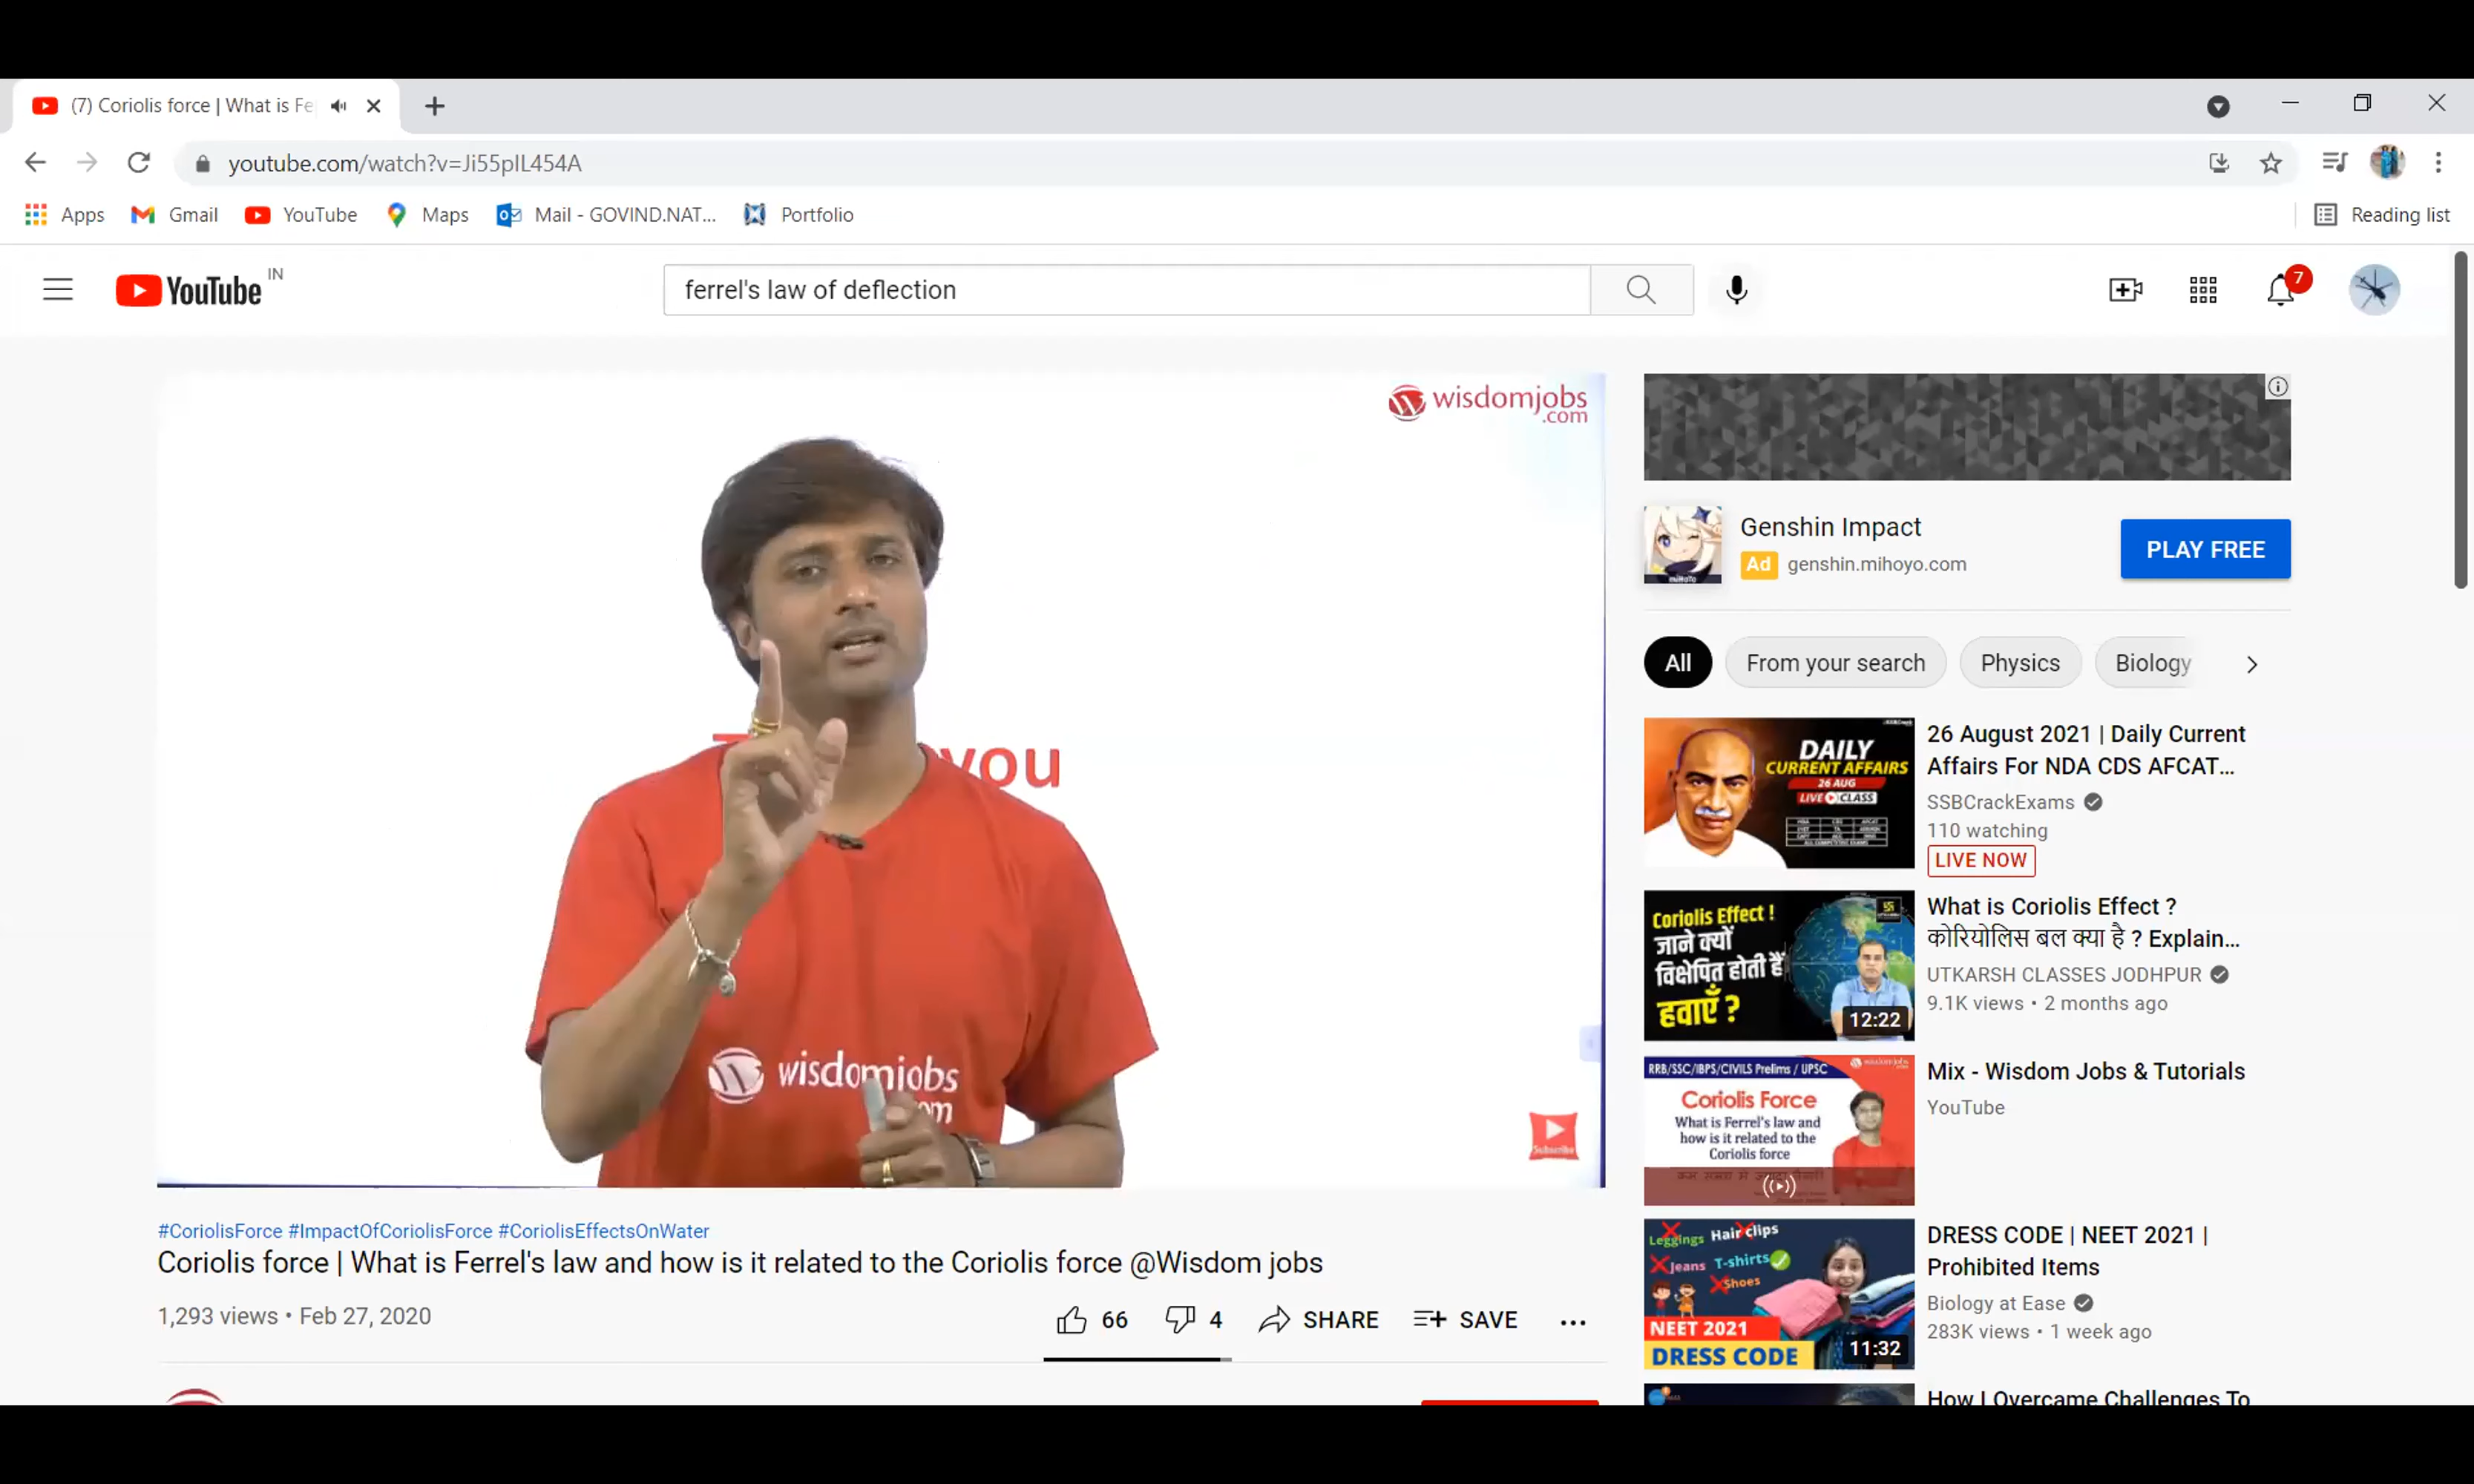 (7) Coriolis force | What is Fe
youtube.com/watch?v=Ji55pIL454A
Apps Gmail YouTube Maps Mail - GOVIND.NAT... Portfolio Reading list
YouTube IN
ferrel's law of deflection
7
wisdomjobs
.com
you
wisdomjobs
.com
Subscribe
#CoriolisForce #ImpactOfCoriolisForce #CoriolisEffectsOnWater
Coriolis force | What is Ferrel's law and how is it related to the Coriolis force @Wisdom jobs
1,293 views • Feb 27, 2020
66 4 SHARE SAVE
Genshin Impact
Ad genshin.mihoyo.com
PLAY FREE
All From your search Physics Biology
DAILY
CURRENT AFFAIRS
26 AUG
LIVE CLASS
26 August 2021 | Daily Current
Affairs For NDA CDS AFCAT...
SSBCrackExams
110 watching
LIVE NOW
Coriolis Effect !
जाने क्यों
विक्षेपित होती हैं
हवाएँ ?
12:22
What is Coriolis Effect ?
कोरियोलिस बल क्या है ? Explain...
UTKARSH CLASSES JODHPUR
9.1K views • 2 months ago
RRB/SSC/IBPS/CIVILS Prelims / UPSC
wisdomjobs
Coriolis Force
What is Ferrel's law and
how is it related to the
Coriolis force
Mix - Wisdom Jobs & Tutorials
YouTube
Leggings Hair clips
Jeans T-shirts
Shoes
NEET 2021
DRESS CODE
11:32
DRESS CODE | NEET 2021 |
Prohibited Items
Biology at Ease
283K views • 1 week ago
How I Overcame Challenges To